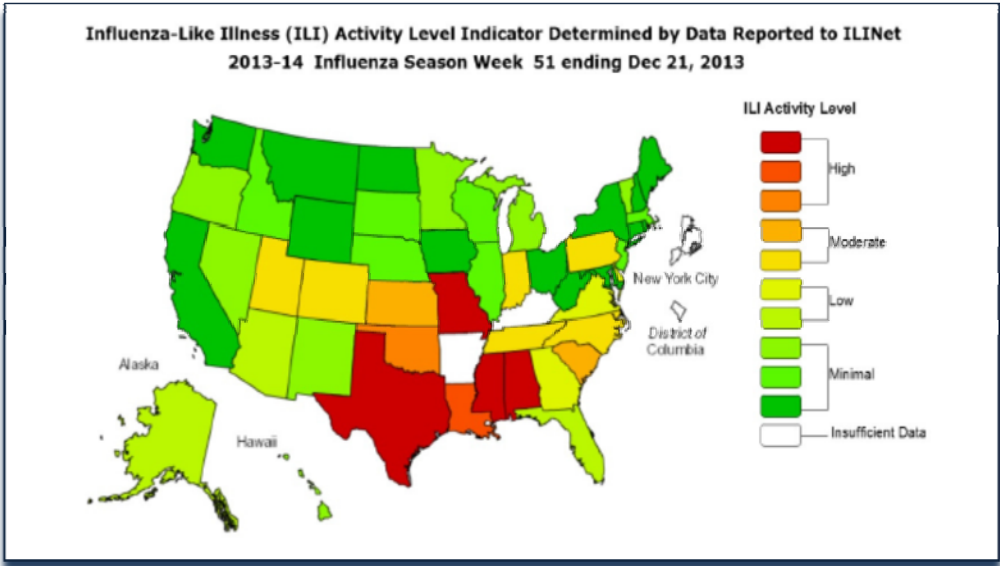 Influenza-Like Illness (ILI) Activity Level Indicator Determined by Data Reported to ILINet
2013-14 Influenza Season Week 51 ending Dec 21, 2013
ILI Activity Level
High
Moderate
New York City
Low
District of
Columbia
Alaska
Minimal
Hawaii
Insufficient Data